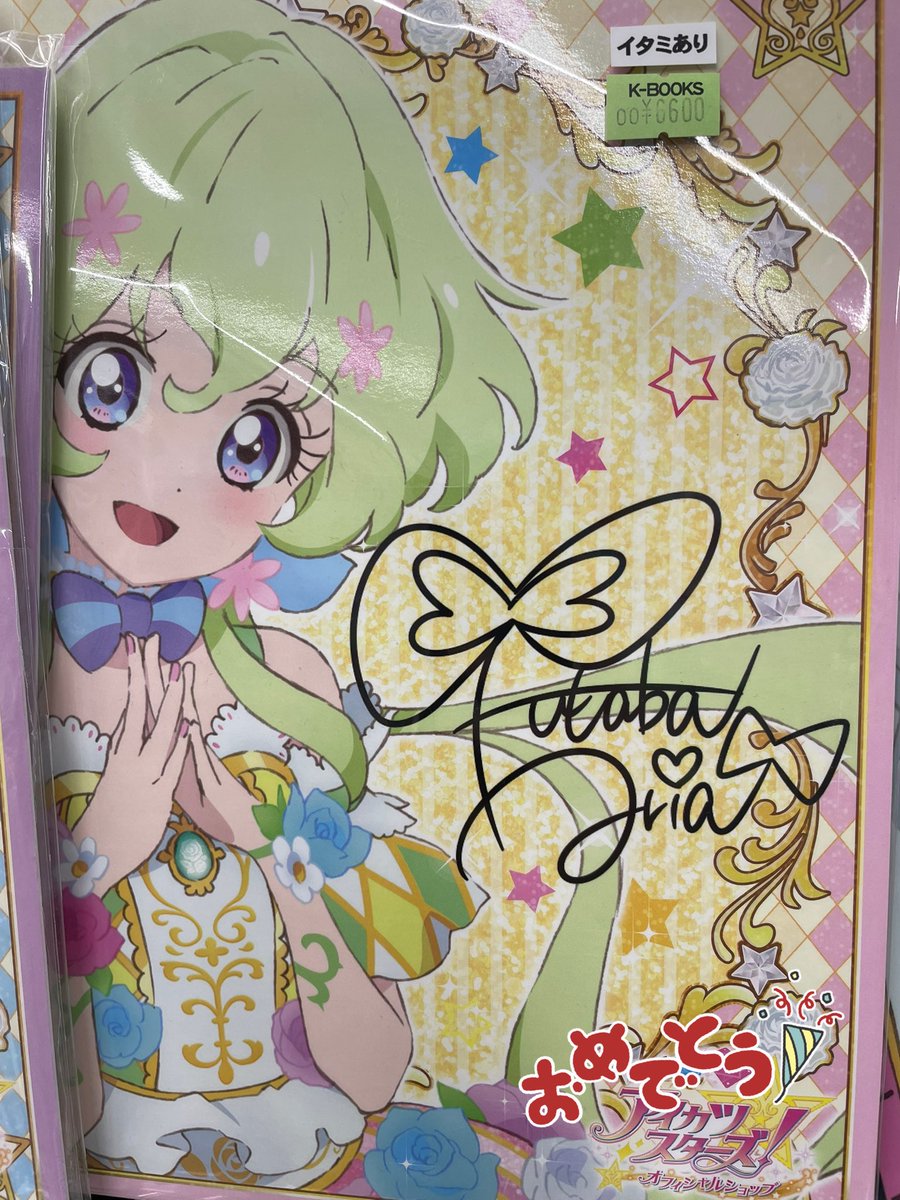 イタミあり
K-BOOKS
00¥6600
Futaba
Aria
おめでとう
アイカツ
スターズ!
オフィシャルショップ